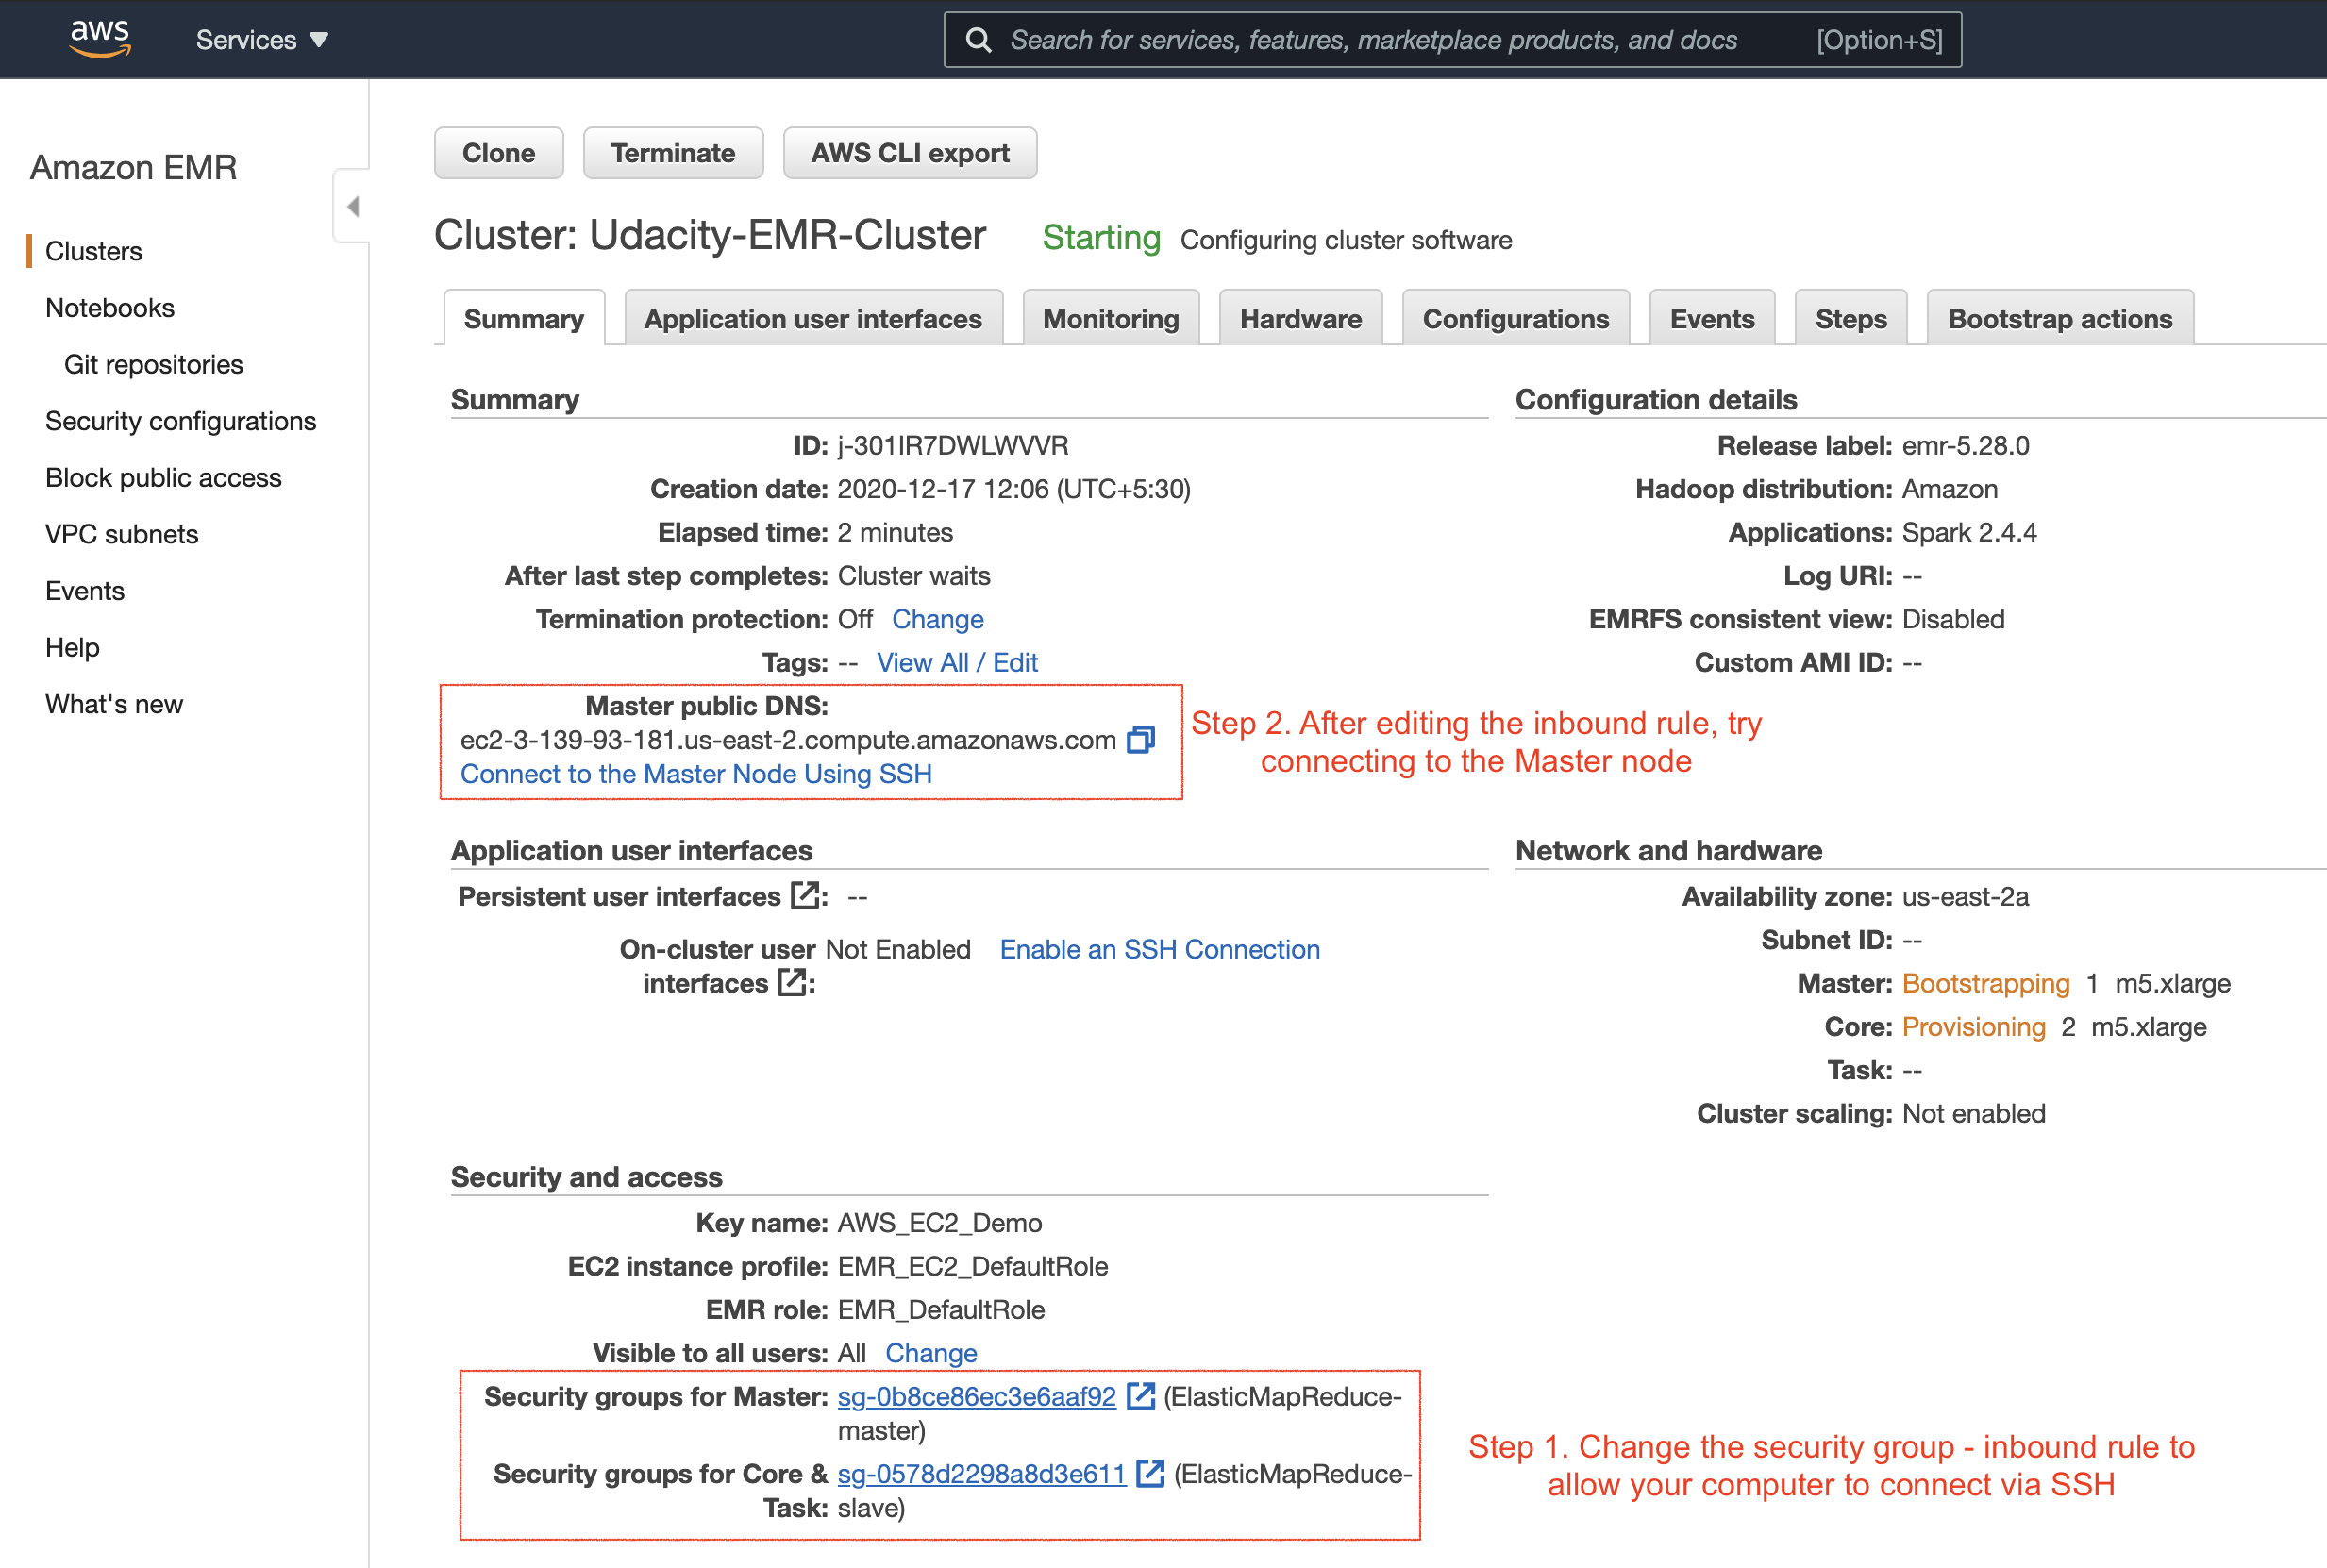 aws
Services
Search for services, features, marketplace products, and docs [Option+S]
Amazon EMR
Clusters
Notebooks
Git repositories
Security configurations
Block public access
VPC subnets
Events
Help
What's new
Clone Terminate AWS CLI export
Cluster: Udacity-EMR-Cluster Starting Configuring cluster software
Summary Application user interfaces Monitoring Hardware Configurations Events Steps Bootstrap actions
Summary
ID: j-301IR7DWLWVVR
Creation date: 2020-12-17 12:06 (UTC+5:30)
Elapsed time: 2 minutes
After last step completes: Cluster waits
Termination protection: Off Change
Tags: -- View All / Edit
Master public DNS:
ec2-3-139-93-181.us-east-2.compute.amazonaws.com
Connect to the Master Node Using SSH
Step 2. After editing the inbound rule, try
connecting to the Master node
Configuration details
Release label: emr-5.28.0
Hadoop distribution: Amazon
Applications: Spark 2.4.4
Log URI: --
EMRFS consistent view: Disabled
Custom AMI ID: --
Application user interfaces
Persistent user interfaces : --
On-cluster user Not Enabled Enable an SSH Connection
interfaces :
Network and hardware
Availability zone: us-east-2a
Subnet ID: --
Master: Bootstrapping 1 m5.xlarge
Core: Provisioning 2 m5.xlarge
Task: --
Cluster scaling: Not enabled
Security and access
Key name: AWS_EC2_Demo
EC2 instance profile: EMR_EC2_DefaultRole
EMR role: EMR_DefaultRole
Visible to all users: All Change
Security groups for Master: sg-0b8ce86ec3e6aaf92 (ElasticMapReduce-
master)
Security groups for Core & sg-0578d2298a8d3e611 (ElasticMapReduce-
Task: slave)
Step 1. Change the security group - inbound rule to
allow your computer to connect via SSH